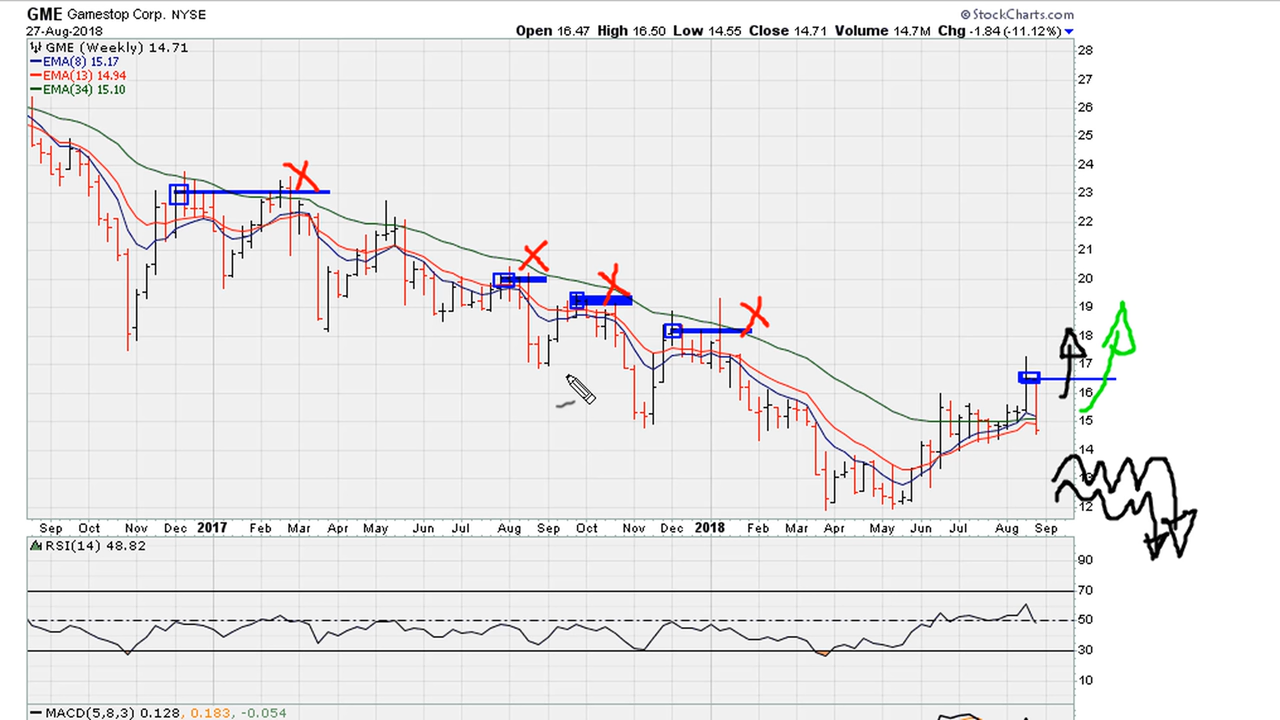 GME Gamestop Corp. NYSE © StockCharts.com
27-Aug-2018 Open 16.47 High 16.50 Low 14.55 Close 14.71 Volume 14.7M Chg -1.84 (-11.12%)
GME (Weekly) 14.71
EMA(8) 15.17
EMA(13) 14.94
EMA(34) 15.10
28
27
26
25
24
23
22
21
20
19
18
17
16
15
14
13
12
Sep Oct Nov Dec 2017 Feb Mar Apr May Jun Jul Aug Sep Oct Nov Dec 2018 Feb Mar Apr May Jun Jul Aug Sep
RSI(14) 48.82
90
70
50
30
10
MACD(5,8,3) 0.128, 0.183, -0.054